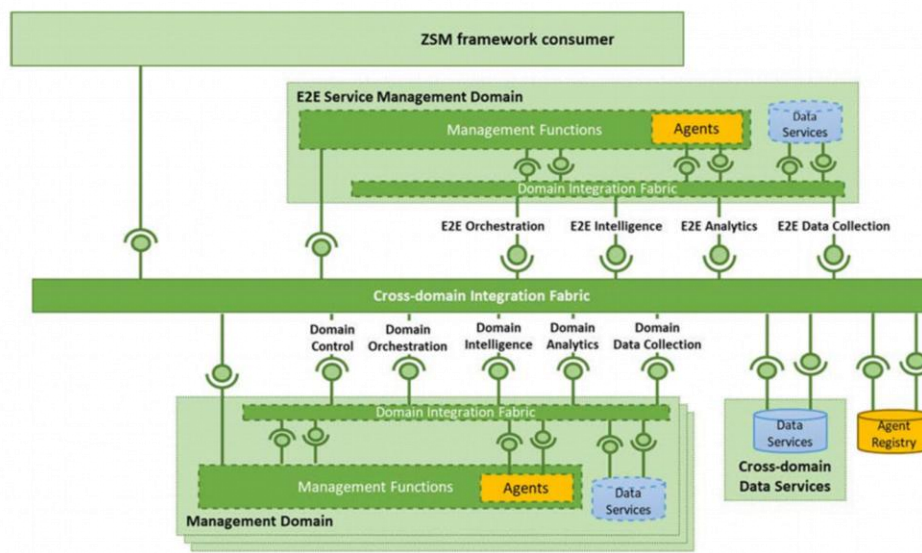 ZSM framework consumer
E2E Service Management Domain
Management Functions
Agents
Data
Services
Domain Integration Fabric
E2E Orchestration
E2E Intelligence
E2E Analytics
E2E Data Collection
Cross-domain Integration Fabric
Domain
Control
Domain
Orchestration
Domain
Intelligence
Domain
Analytics
Domain
Data Collection
Domain Integration Fabric
Management Functions
Agents
Data
Services
Management Domain
Data
Services
Cross-domain
Data Services
Agent
Registry